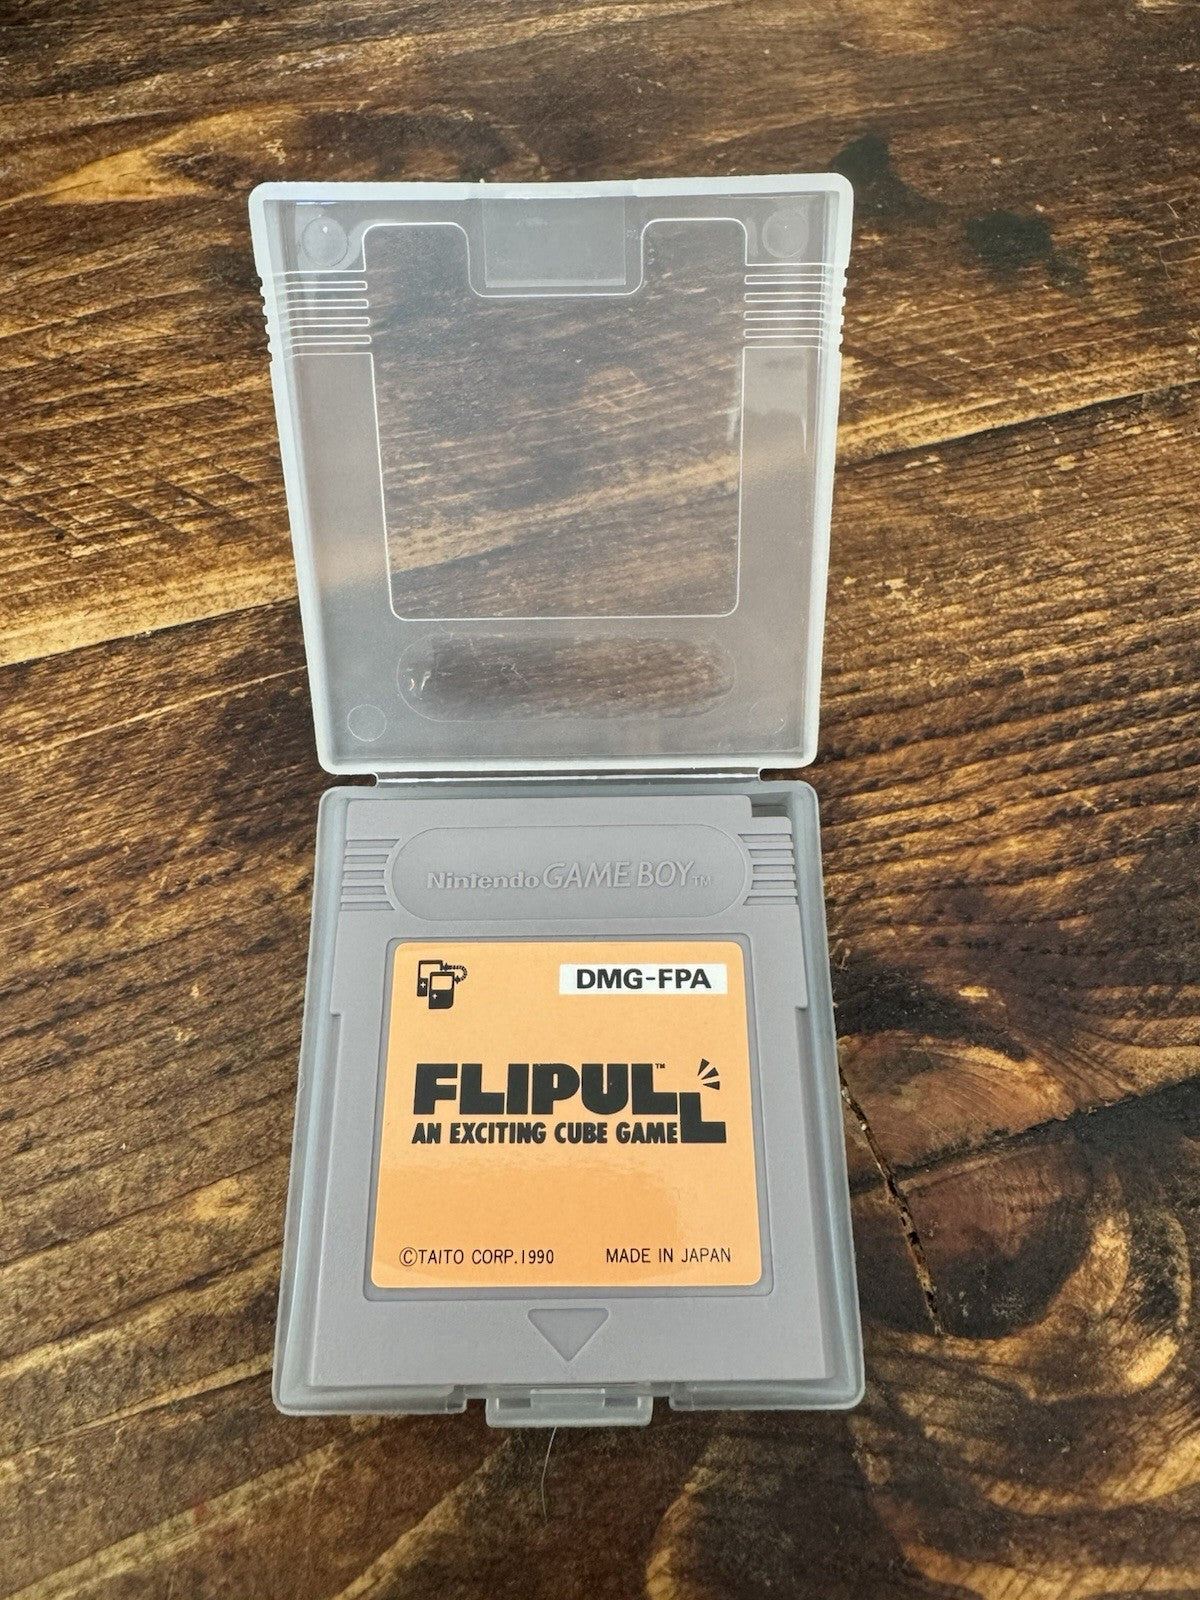 Nintendo GAME BOY™
DMG-FPA
FLIPULL™
AN EXCITING CUBE GAME
©TAITO CORP.1990 MADE IN JAPAN